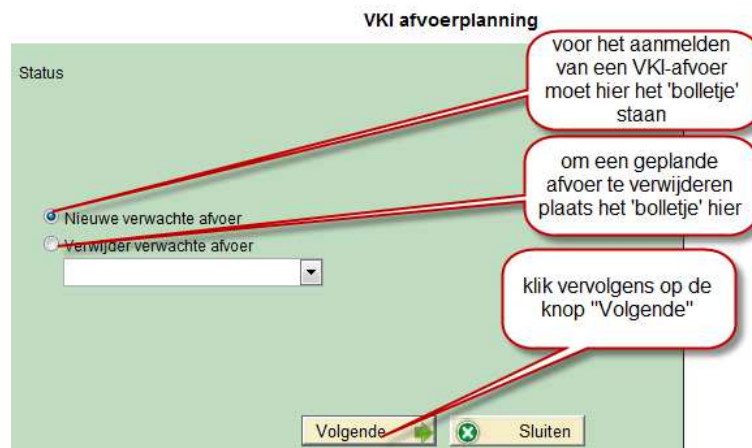 VKI afvoerplanning
Status
voor het aanmelden
van een VKI-afvoer
moet hier het 'bolletje'
staan
om een geplande
afvoer te verwijderen
plaats het 'bolletje' hier
Nieuwe verwachte afvoer
Verwijder verwachte afvoer
klik vervolgens op de
knop "Volgende"
Volgende
Sluiten